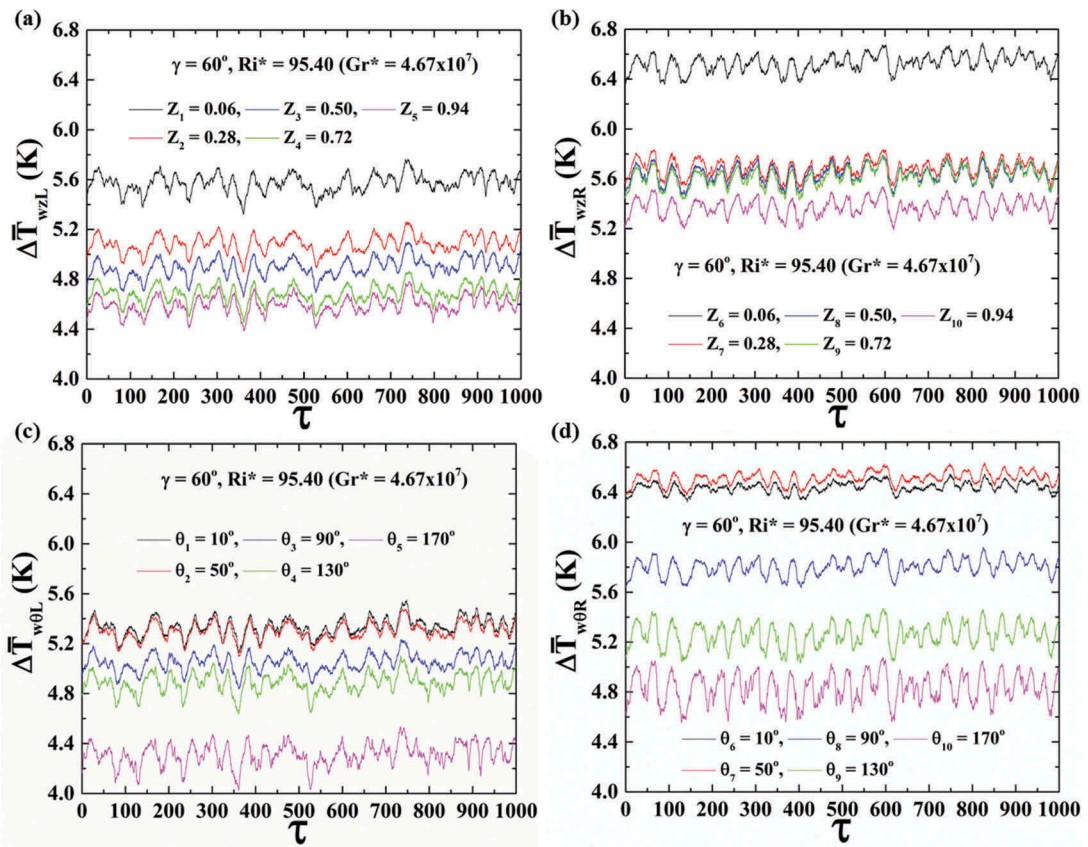 (a)
6.8
6.4
6.0
5.6
5.2
4.8
4.4
4.0
ΔT̅wzL (K)
γ = 60°, Ri* = 95.40 (Gr* = 4.67x10⁷)
Z₁ = 0.06, Z₃ = 0.50, Z₅ = 0.94
Z₂ = 0.28, Z₄ = 0.72
0 100 200 300 400 500 600 700 800 900 1000
τ
(b)
6.8
6.4
6.0
5.6
5.2
4.8
4.4
4.0
ΔT̅wzR (K)
γ = 60°, Ri* = 95.40 (Gr* = 4.67x10⁷)
Z₆ = 0.06, Z₈ = 0.50, Z₁₀ = 0.94
Z₇ = 0.28, Z₉ = 0.72
0 100 200 300 400 500 600 700 800 900 1000
τ
(c)
6.8
6.4
6.0
5.6
5.2
4.8
4.4
4.0
ΔT̅wθL (K)
γ = 60°, Ri* = 95.40 (Gr* = 4.67x10⁷)
θ₁ = 10°, θ₃ = 90°, θ₅ = 170°
θ₂ = 50°, θ₄ = 130°
0 100 200 300 400 500 600 700 800 900 1000
τ
(d)
6.8
6.4
6.0
5.6
5.2
4.8
4.4
4.0
ΔT̅wθR (K)
γ = 60°, Ri* = 95.40 (Gr* = 4.67x10⁷)
θ₆ = 10°, θ₈ = 90°, θ₁₀ = 170°
θ₇ = 50°, θ₉ = 130°
0 100 200 300 400 500 600 700 800 900 1000
τ